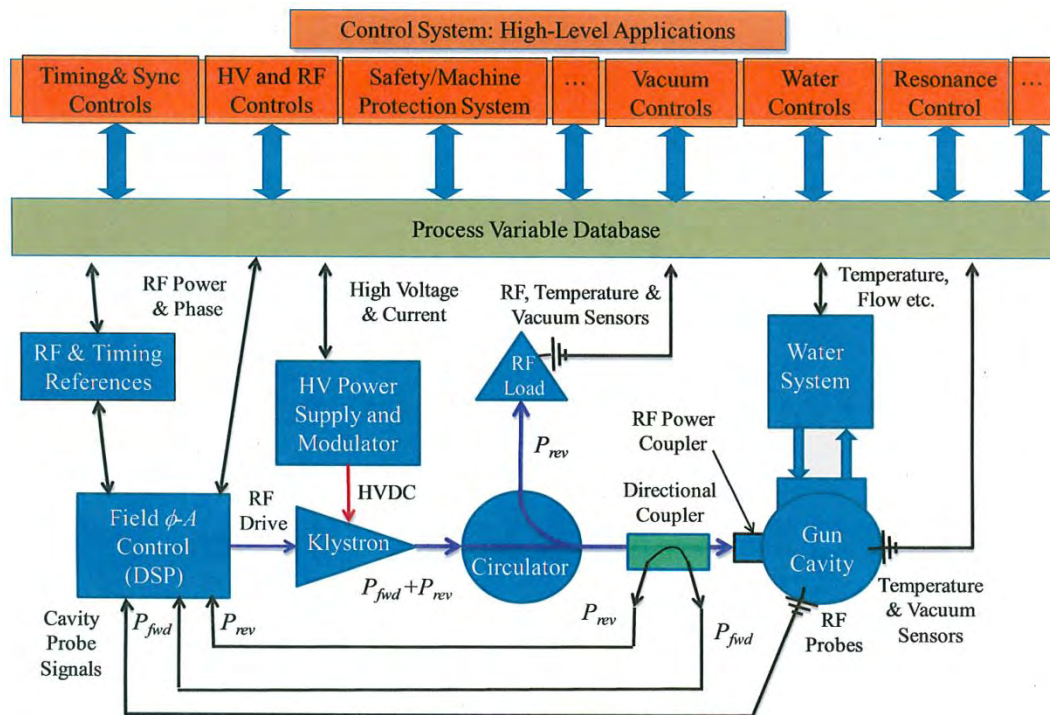 Control System: High-Level Applications
Timing& Sync
Controls
HV and RF
Controls
Safety/Machine
Protection System
...
Vacuum
Controls
Water
Controls
Resonance
Control
...
Process Variable Database
RF Power
& Phase
High Voltage
& Current
RF, Temperature &
Vacuum Sensors
Temperature,
Flow etc.
RF & Timing
References
HV Power
Supply and
Modulator
RF
Load
Water
System
RF Power
Coupler
P_rev
HVDC
Directional
Coupler
Field ϕ-A
Control
(DSP)
RF
Drive
Klystron
Circulator
Gun
Cavity
P_fwd+P_rev
Cavity
Probe
Signals
P_fwd
P_rev
P_rev
P_fwd
RF
Probes
Temperature
& Vacuum
Sensors